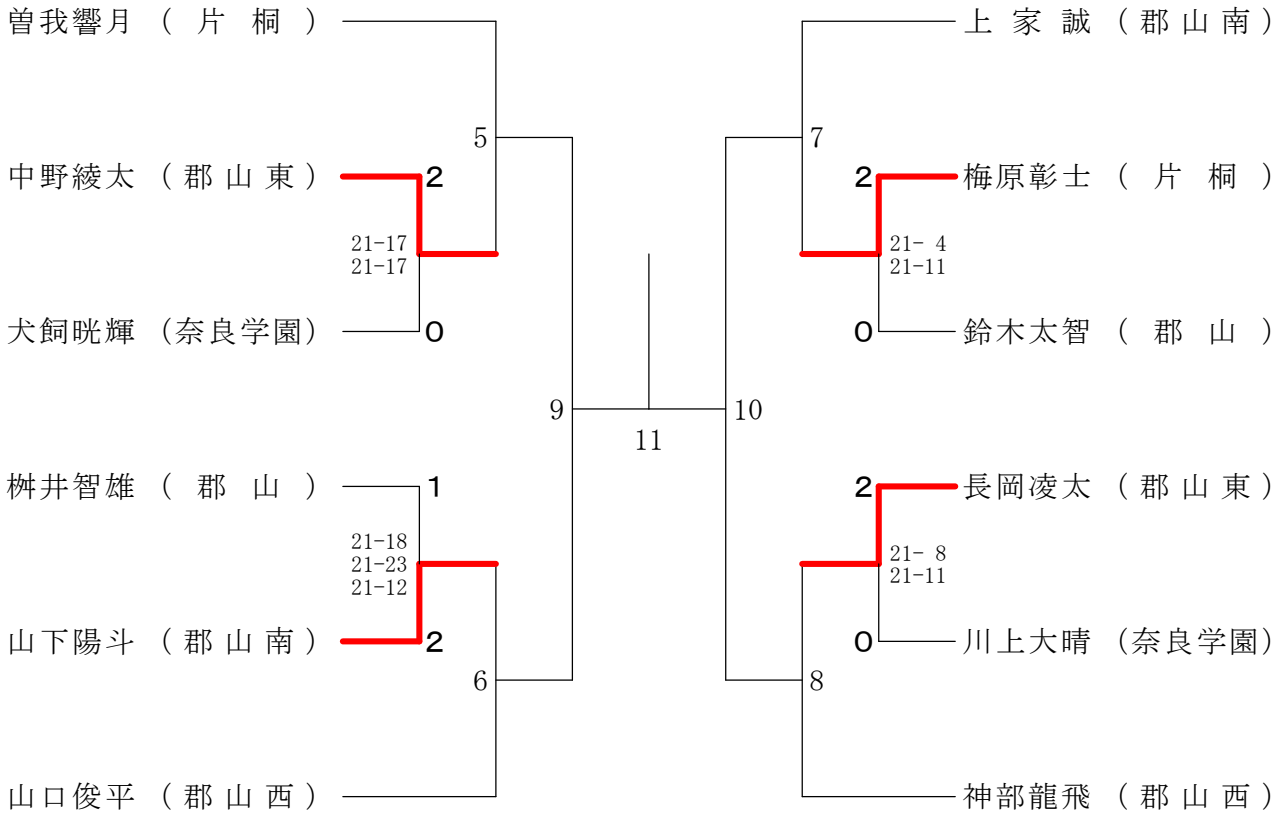 曽我響月 （ 片 桐 ）
上 家 誠 （ 郡 山 南 ）
5
7
中野綾太 （ 郡 山 東 ） 2
2 梅原彰士 （ 片 桐 ）
21-17
21-17
21- 4
21-11
犬飼晄輝 （奈良学園） 0
0 鈴木太智 （ 郡 山 ）
9
10
11
桝井智雄 （ 郡 山 ） 1
2 長岡凌太 （ 郡 山 東 ）
21-18
21-23
21-12
21- 8
21-11
山下陽斗 （ 郡 山 南 ） 2
0 川上大晴 （奈良学園）
6
8
山口俊平 （ 郡 山 西 ）
神部龍飛 （ 郡 山 西 ）